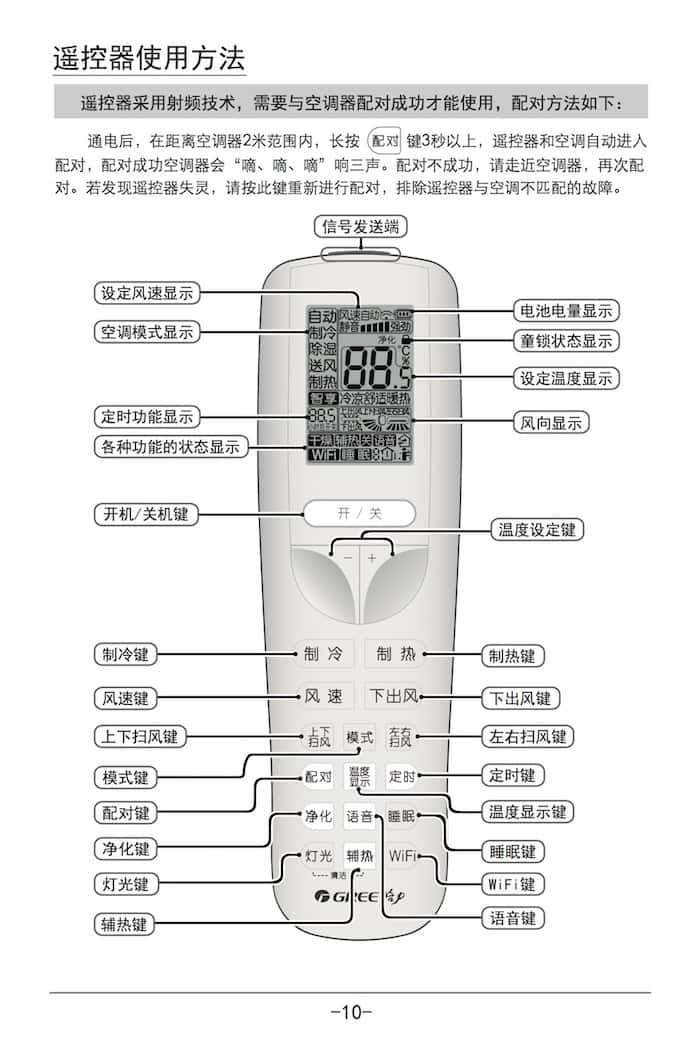 遥控器使用方法
遥控器采用射频技术，需要与空调器配对成功才能使用，配对方法如下：
通电后，在距离空调器2米范围内，长按 配对 键3秒以上，遥控器和空调自动进入
配对，配对成功空调器会“嘀、嘀、嘀”响三声。配对不成功，请走近空调器，再次配
对。若发现遥控器失灵，请按此键重新进行配对，排除遥控器与空调不匹配的故障。
信号发送端
设定风速显示
空调模式显示
定时功能显示
各种功能的状态显示
开机/关机键
电池电量显示
童锁状态显示
设定温度显示
风向显示
温度设定键
自动 风速自动
制冷 静音 强劲
除湿 净化
送风 88.5 ℃ %
制热
智享 冷凉舒适暖热
88.5
干燥 辅热 关 语音
WiFi 睡眠
开 / 关
－ ＋
制冷键 制 冷 制 热 制热键
风速键 风 速 下出风 下出风键
上下扫风键 上下扫风 模式 左右扫风 左右扫风键
模式键 配对 温度显示 定时 定时键
配对键 净化 语音 睡眠 温度显示键
净化键 灯光 辅热 WiFi 睡眠键
灯光键 清洁 WiFi键
辅热键 GREE 格力 语音键
-10-